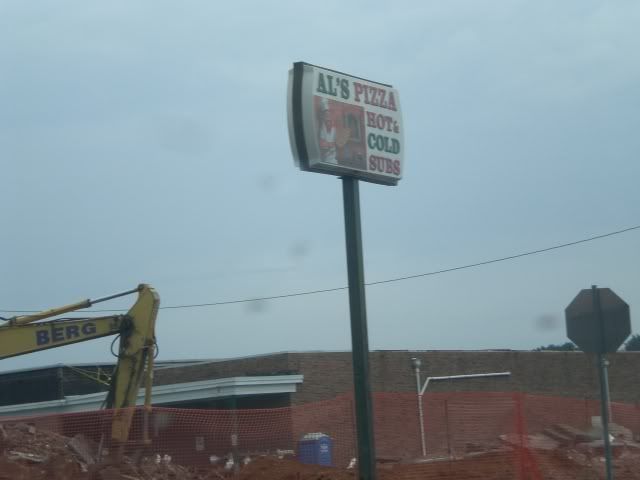 AL'S PIZZA
HOT &
COLD
SUBS
BERG